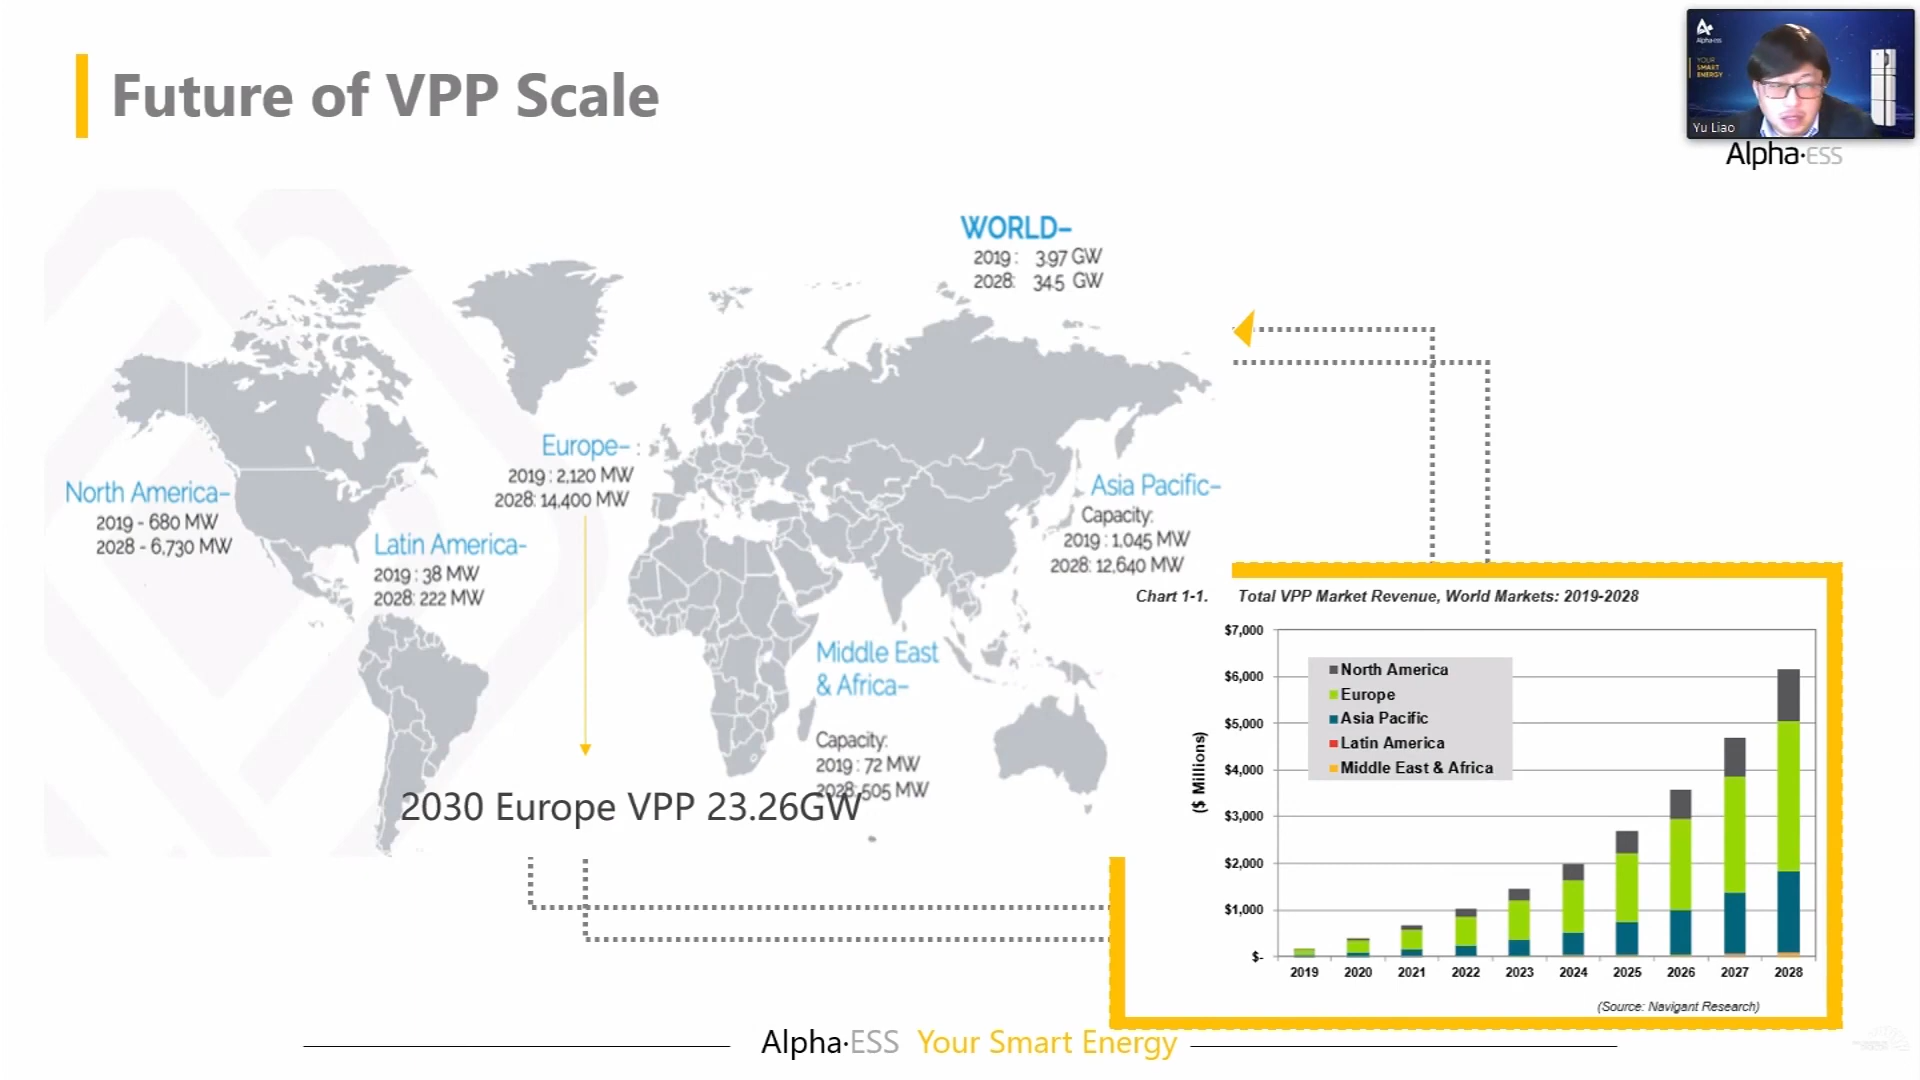 Future of VPP Scale
Alpha-ESS
YOUR
SMART
ENERGY
Yu Liao
Alpha·ESS
WORLD–
2019 : 3.97 GW
2028: 34.5 GW
Europe– :
2019 : 2,120 MW
2028: 14,400 MW
North America–
2019 - 680 MW
2028 - 6,730 MW
Latin America-
2019 : 38 MW
2028: 222 MW
Asia Pacific–
Capacity:
2019 : 1,045 MW
2028: 12,640 MW
Middle East
& Africa–
Capacity:
2019 : 72 MW
2028: 505 MW
2030 Europe VPP 23.26GW
Chart 1-1. Total VPP Market Revenue, World Markets: 2019-2028
($ Millions)
$7,000
$6,000
$5,000
$4,000
$3,000
$2,000
$1,000
$-
North America
Europe
Asia Pacific
Latin America
Middle East & Africa
2019 2020 2021 2022 2023 2024 2025 2026 2027 2028
(Source: Navigant Research)
Alpha·ESS Your Smart Energy